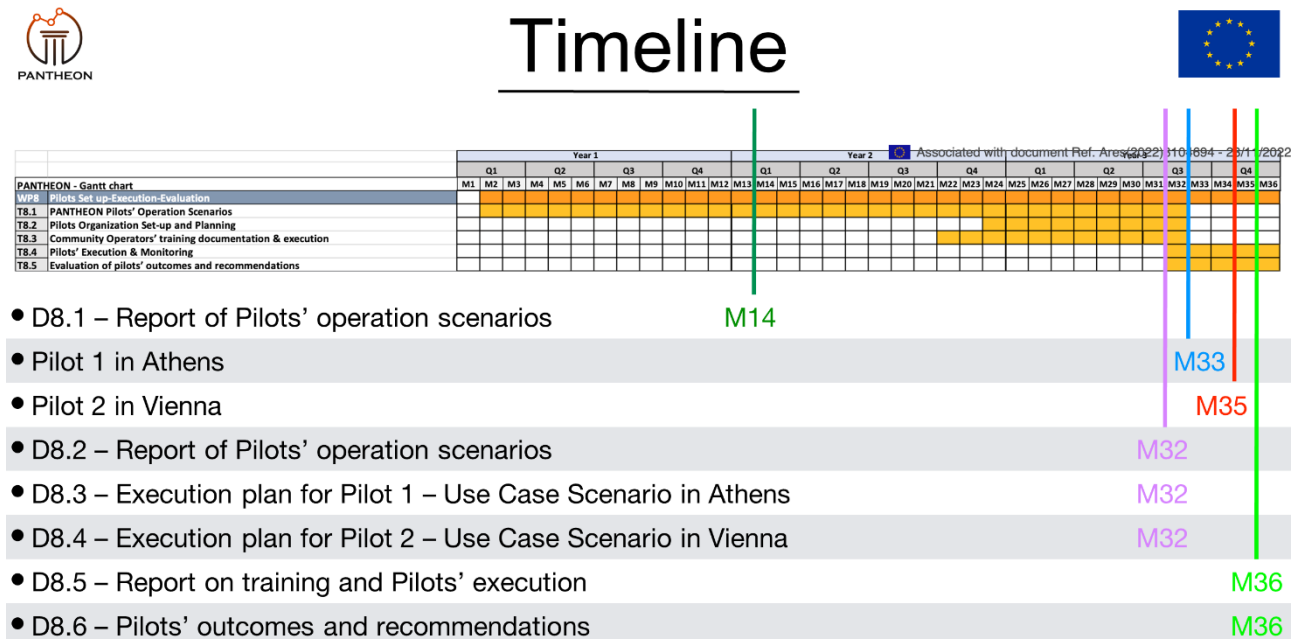 PANTHEON
Timeline
Associated with document Ref. Ares(2022)8104694 - 23/11/2022
Year 1 Year 2 Year 3
Q1 Q2 Q3 Q4 Q1 Q2 Q3 Q4 Q1 Q2 Q3 Q4
PANTHEON - Gantt chart M1 M2 M3 M4 M5 M6 M7 M8 M9 M10 M11 M12 M13 M14 M15 M16 M17 M18 M19 M20 M21 M22 M23 M24 M25 M26 M27 M28 M29 M30 M31 M32 M33 M34 M35 M36
WP8 Pilots Set up-Execution-Evaluation
T8.1 PANTHEON Pilots' Operation Scenarios
T8.2 Pilots Organization Set-up and Planning
T8.3 Community Operators' training documentation & execution
T8.4 Pilots' Execution & Monitoring
T8.5 Evaluation of pilots' outcomes and recommendations
• D8.1 – Report of Pilots' operation scenarios M14
• Pilot 1 in Athens M33
• Pilot 2 in Vienna M35
• D8.2 – Report of Pilots' operation scenarios M32
• D8.3 – Execution plan for Pilot 1 – Use Case Scenario in Athens M32
• D8.4 – Execution plan for Pilot 2 – Use Case Scenario in Vienna M32
• D8.5 – Report on training and Pilots' execution M36
• D8.6 – Pilots' outcomes and recommendations M36